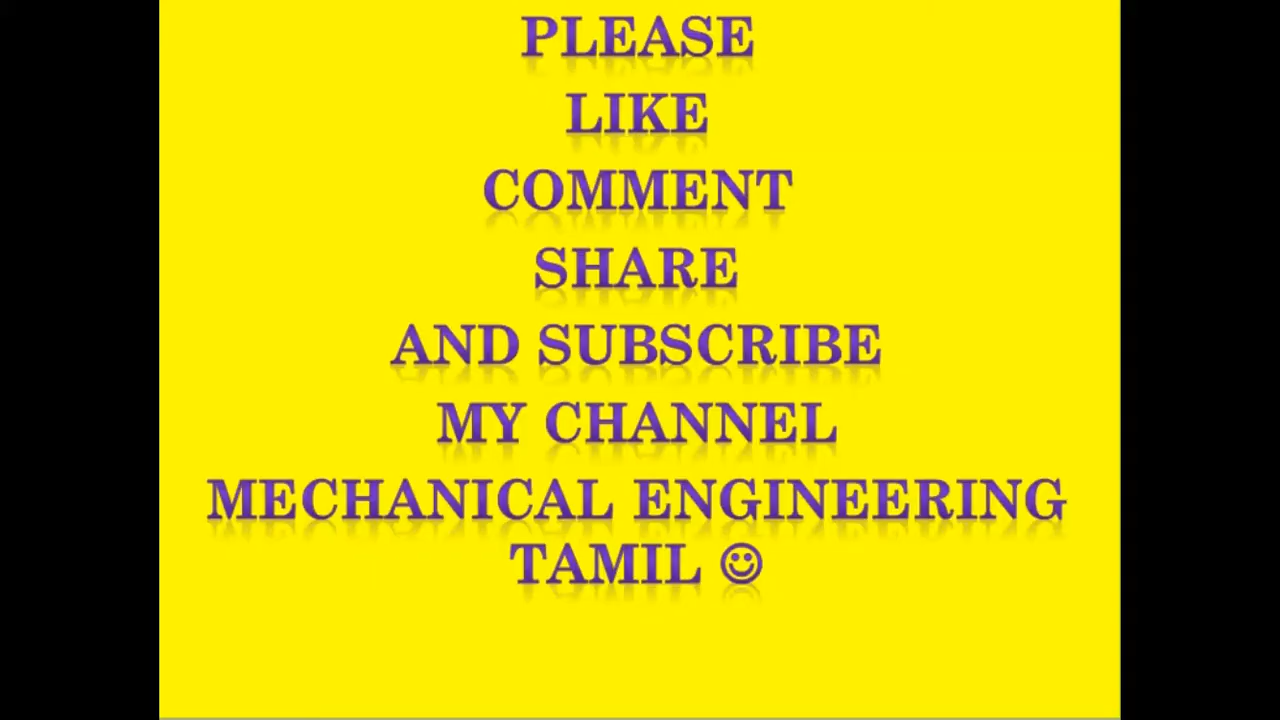 PLEASE
LIKE
COMMENT
SHARE
AND SUBSCRIBE
MY CHANNEL
MECHANICAL ENGINEERING
TAMIL ☺